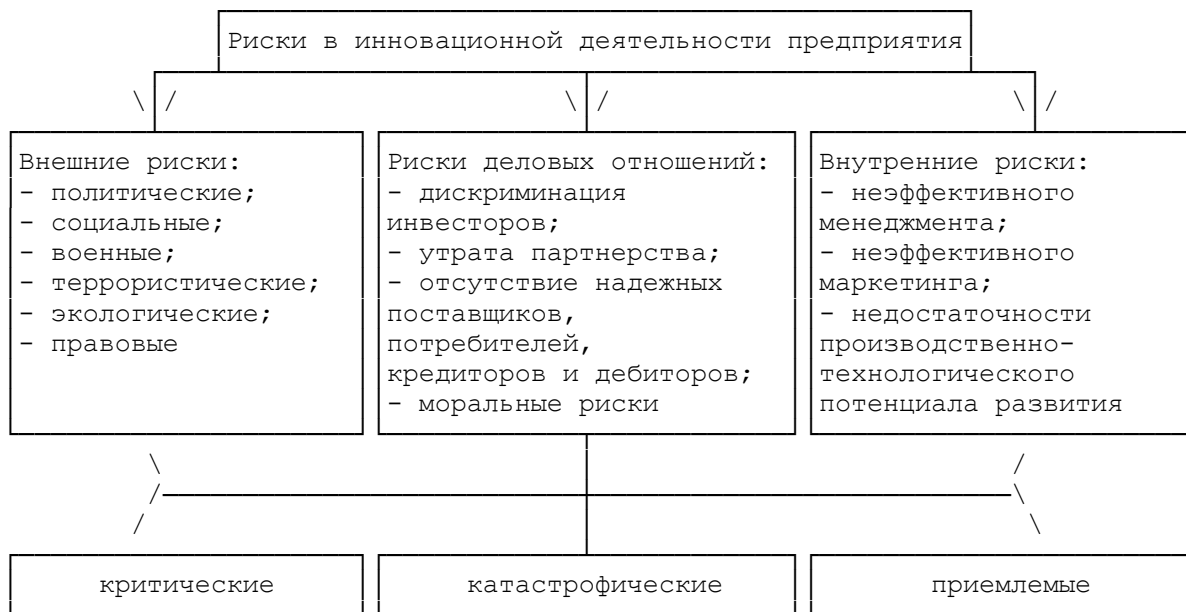 Риски в инновационной деятельности предприятия
Внешние риски:
- политические;
- социальные;
- военные;
- террористические;
- экологические;
- правовые
Риски деловых отношений:
- дискриминация
инвесторов;
- утрата партнерства;
- отсутствие надежных
поставщиков,
потребителей,
кредиторов и дебиторов;
- моральные риски
Внутренние риски:
- неэффективного
менеджмента;
- неэффективного
маркетинга;
- недостаточности
производственно-
технологического
потенциала развития
критические
катастрофические
приемлемые